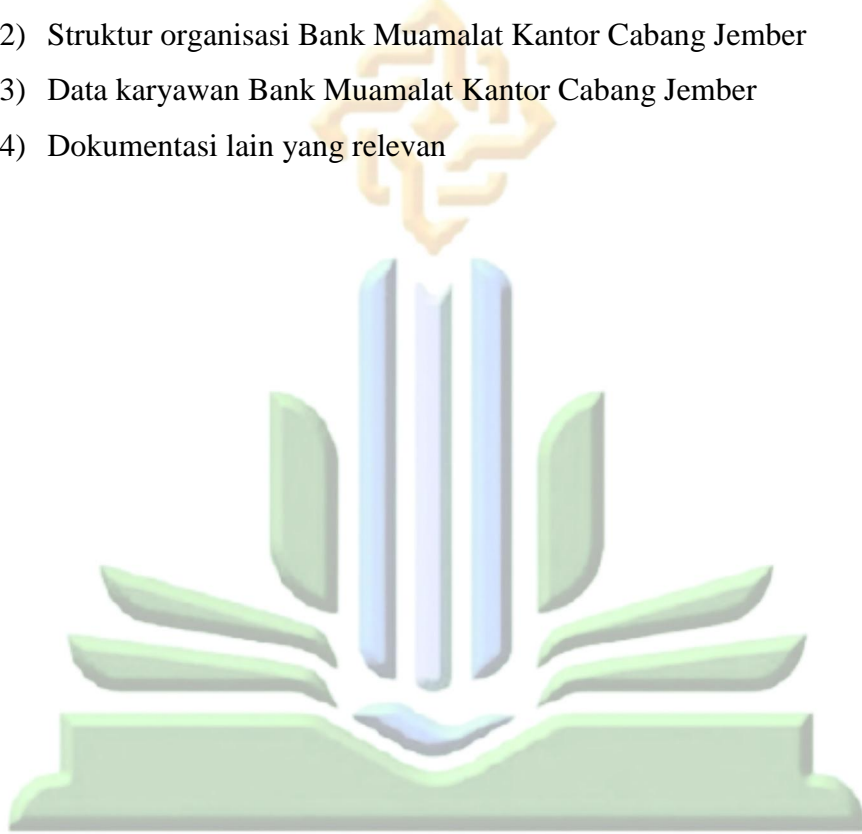 2) Struktur organisasi Bank Muamalat Kantor Cabang Jember
3) Data karyawan Bank Muamalat Kantor Cabang Jember
4) Dokumentasi lain yang relevan